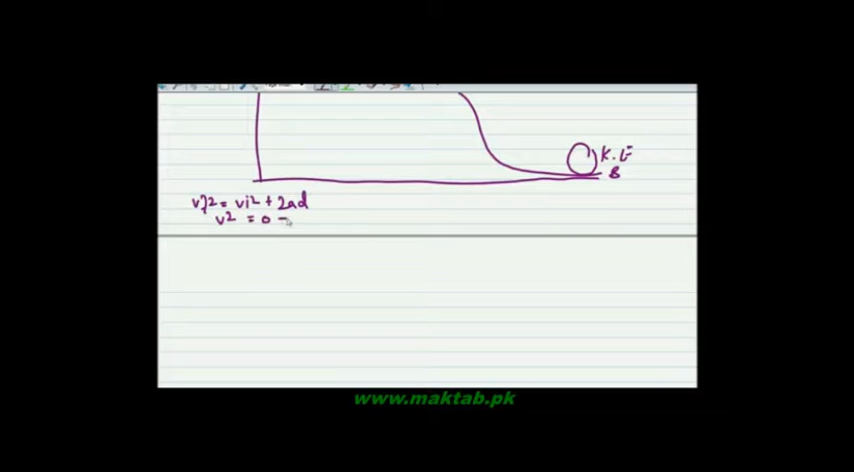 K.E
B
vf2 = vi2 + 2ad
v2 = 0
www.maktab.pk